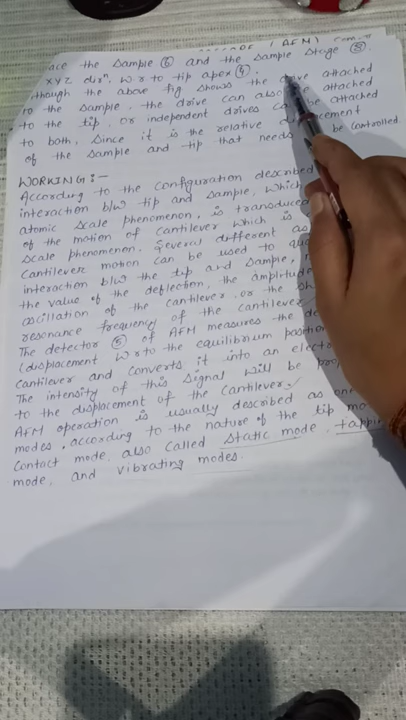 (AFM)
ace the sample ⑥ and the sample stage ⑧
xyz dirⁿ, w r to tip apex ④.
though the above fig shows the drive attached
to the sample, the drive can also attached
to the tip, or independent drives can be attached
to both, since it is the relative displacement
of the sample and tip that needs be controlled
WORKING:-
According to the configuration described
interaction b/w tip and sample, which
atomic scale phenomenon, is transduced
of the motion of cantilever which is
scale phenomenon. Several different as
cantilever motion can be used to
interaction b/w the tip and sample,
the value of the deflection, the amplitude
oscillation of the cantilever, or the
resonance frequency of the cantilever
The detector ⑤ of AFM measures the
(displacement w r to the equilibrium position
cantilever and converts it into an
The intensity of this signal will be
to the displacement of the cantilever.
AFM operation is usually described as one
modes, according to the nature of the tip
Contact mode, also called static mode,
mode, and vibrating modes.